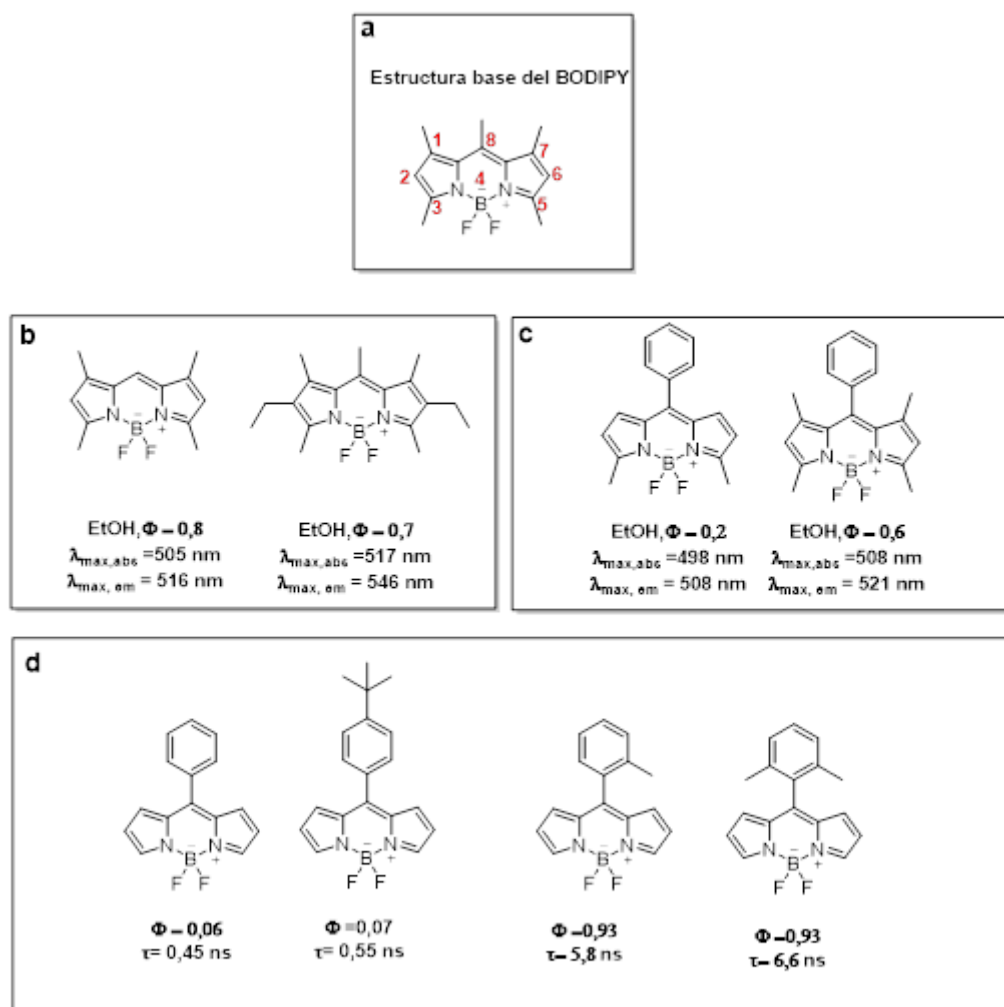 a
Estructura base del BODIPY
1
8
7
2
4
6
N
−
N
3
B
+
5
F F
b
N
−
N
B
+
F F
N
−
N
B
+
F F
EtOH, Φ = 0,8
λmax,abs =505 nm
λmax, em = 516 nm
EtOH, Φ = 0,7
λmax,abs =517 nm
λmax, em = 546 nm
c
N
−
N
B
+
F F
N
−
N
B
+
F F
EtOH, Φ = 0,2
λmax,abs =498 nm
λmax, em = 508 nm
EtOH, Φ = 0,6
λmax,abs =508 nm
λmax, em = 521 nm
d
N
−
N
B
+
F F
N
−
N
B
+
F F
N
−
N
B
+
F F
N
−
N
B
+
F F
Φ = 0,06
τ= 0,45 ns
Φ =0,07
τ= 0,55 ns
Φ =0,93
τ= 5,8 ns
Φ =0,93
τ= 6,6 ns